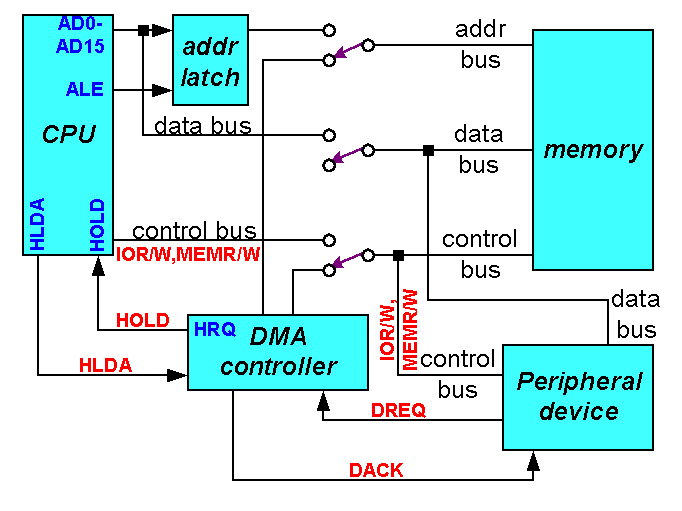 AD0-
AD15
ALE
CPU
HLDA
HOLD
addr
latch
data bus
control bus
IOR/W,MEMR/W
addr
bus
data
bus
control
bus
memory
HOLD
HLDA
HRQ
DMA
controller
IOR/W,
MEMR/W
data
bus
control
bus
DREQ
DACK
Peripheral
device